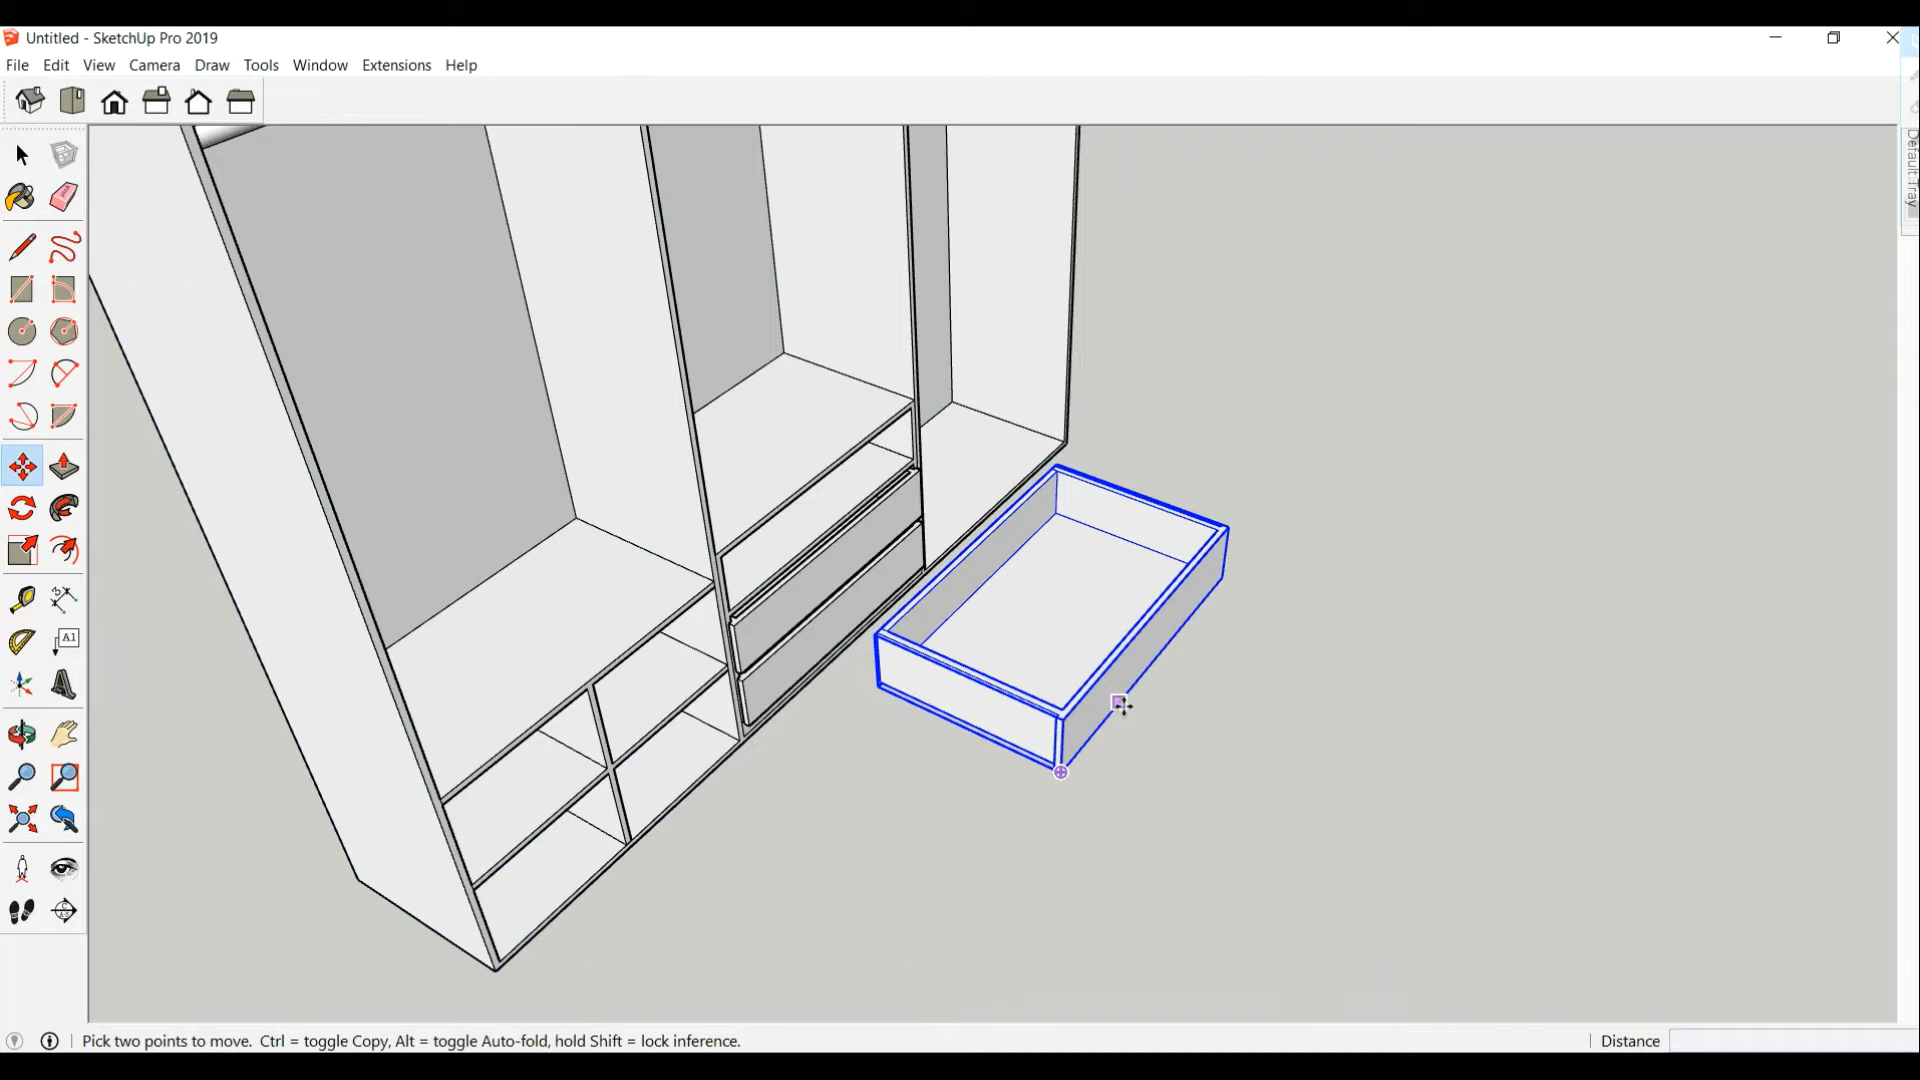 Untitled - SketchUp Pro 2019
File Edit View Camera Draw Tools Window Extensions Help
Default Tray
A1
Pick two points to move. Ctrl = toggle Copy, Alt = toggle Auto-fold, hold Shift = lock inference.
Distance